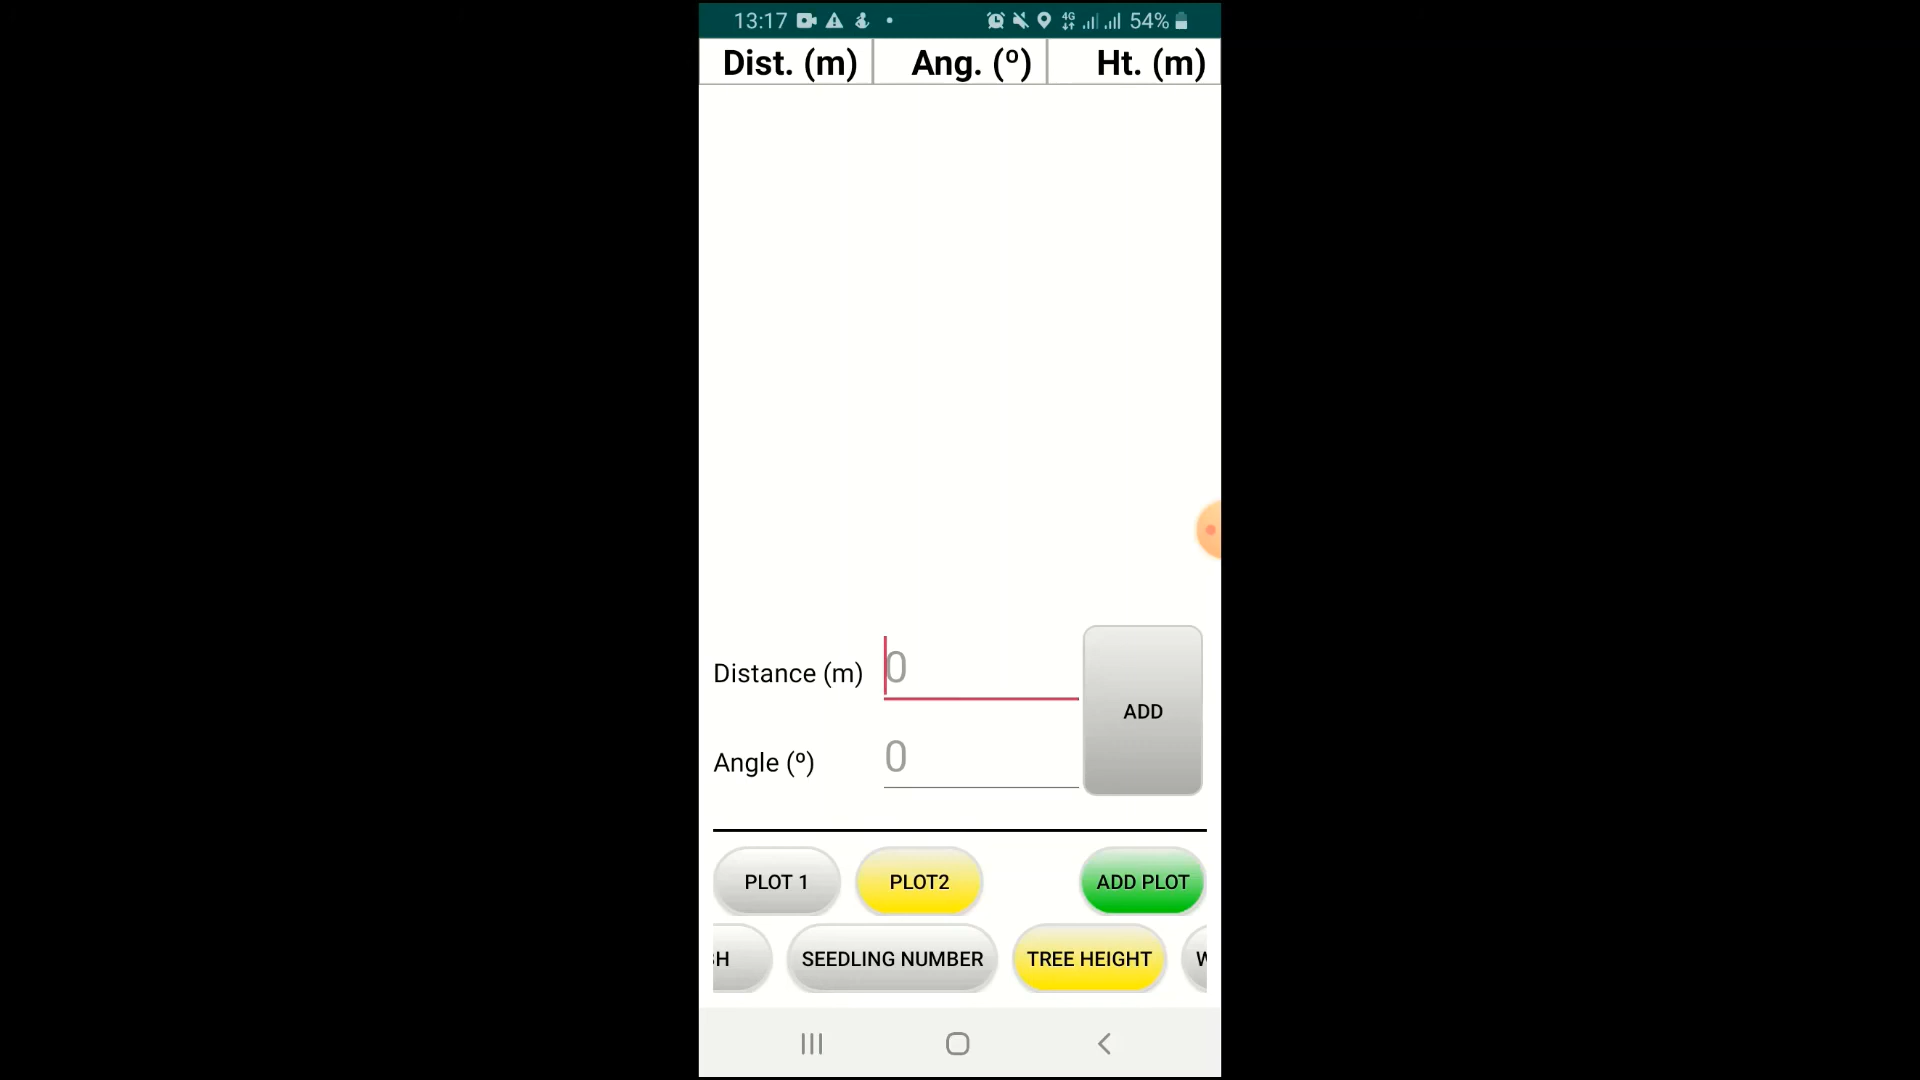 13:17 4G 54%
Dist. (m) Ang. (º) Ht. (m)
Distance (m) 0
ADD
Angle (º) 0
PLOT 1 PLOT2 ADD PLOT
H SEEDLING NUMBER TREE HEIGHT W